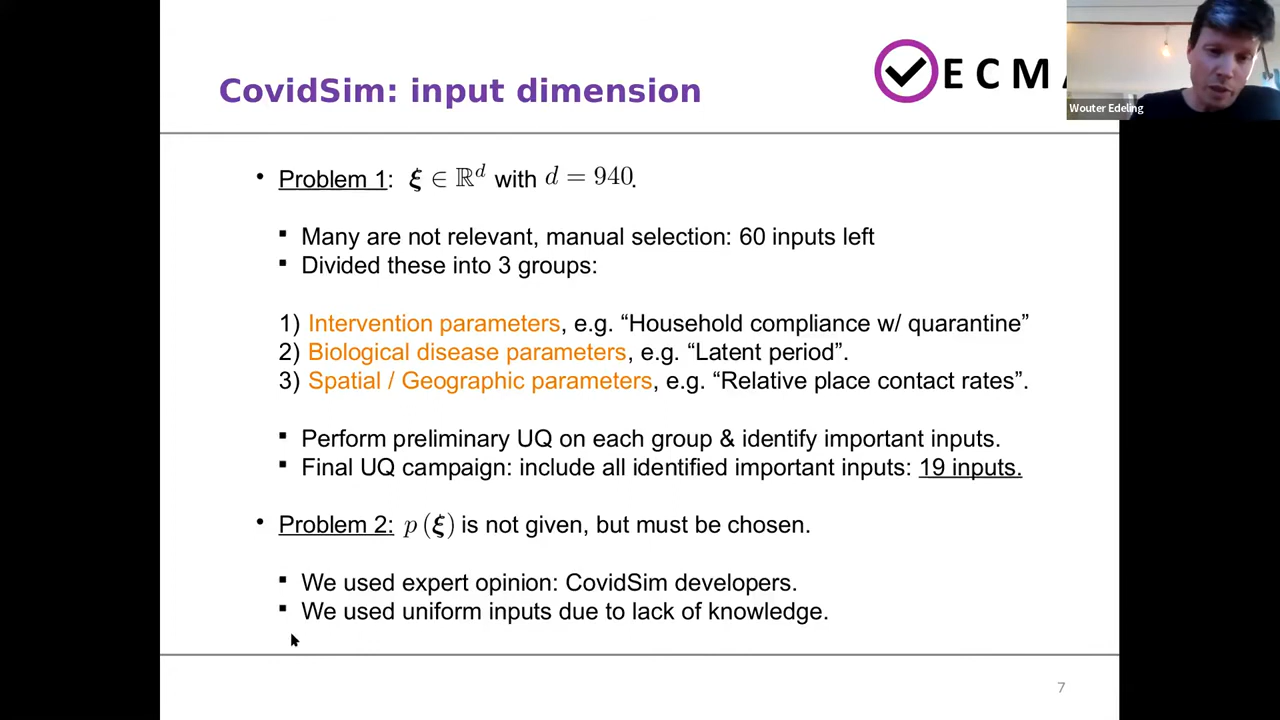 CovidSim: input dimension
ECMA
Wouter Edeling
• Problem 1: ξ ∈ ℝᵈ with d = 940.
▪ Many are not relevant, manual selection: 60 inputs left
▪ Divided these into 3 groups:
1) Intervention parameters, e.g. “Household compliance w/ quarantine”
2) Biological disease parameters, e.g. “Latent period”.
3) Spatial / Geographic parameters, e.g. “Relative place contact rates”.
▪ Perform preliminary UQ on each group & identify important inputs.
▪ Final UQ campaign: include all identified important inputs: 19 inputs.
• Problem 2: p (ξ) is not given, but must be chosen.
▪ We used expert opinion: CovidSim developers.
▪ We used uniform inputs due to lack of knowledge.
7